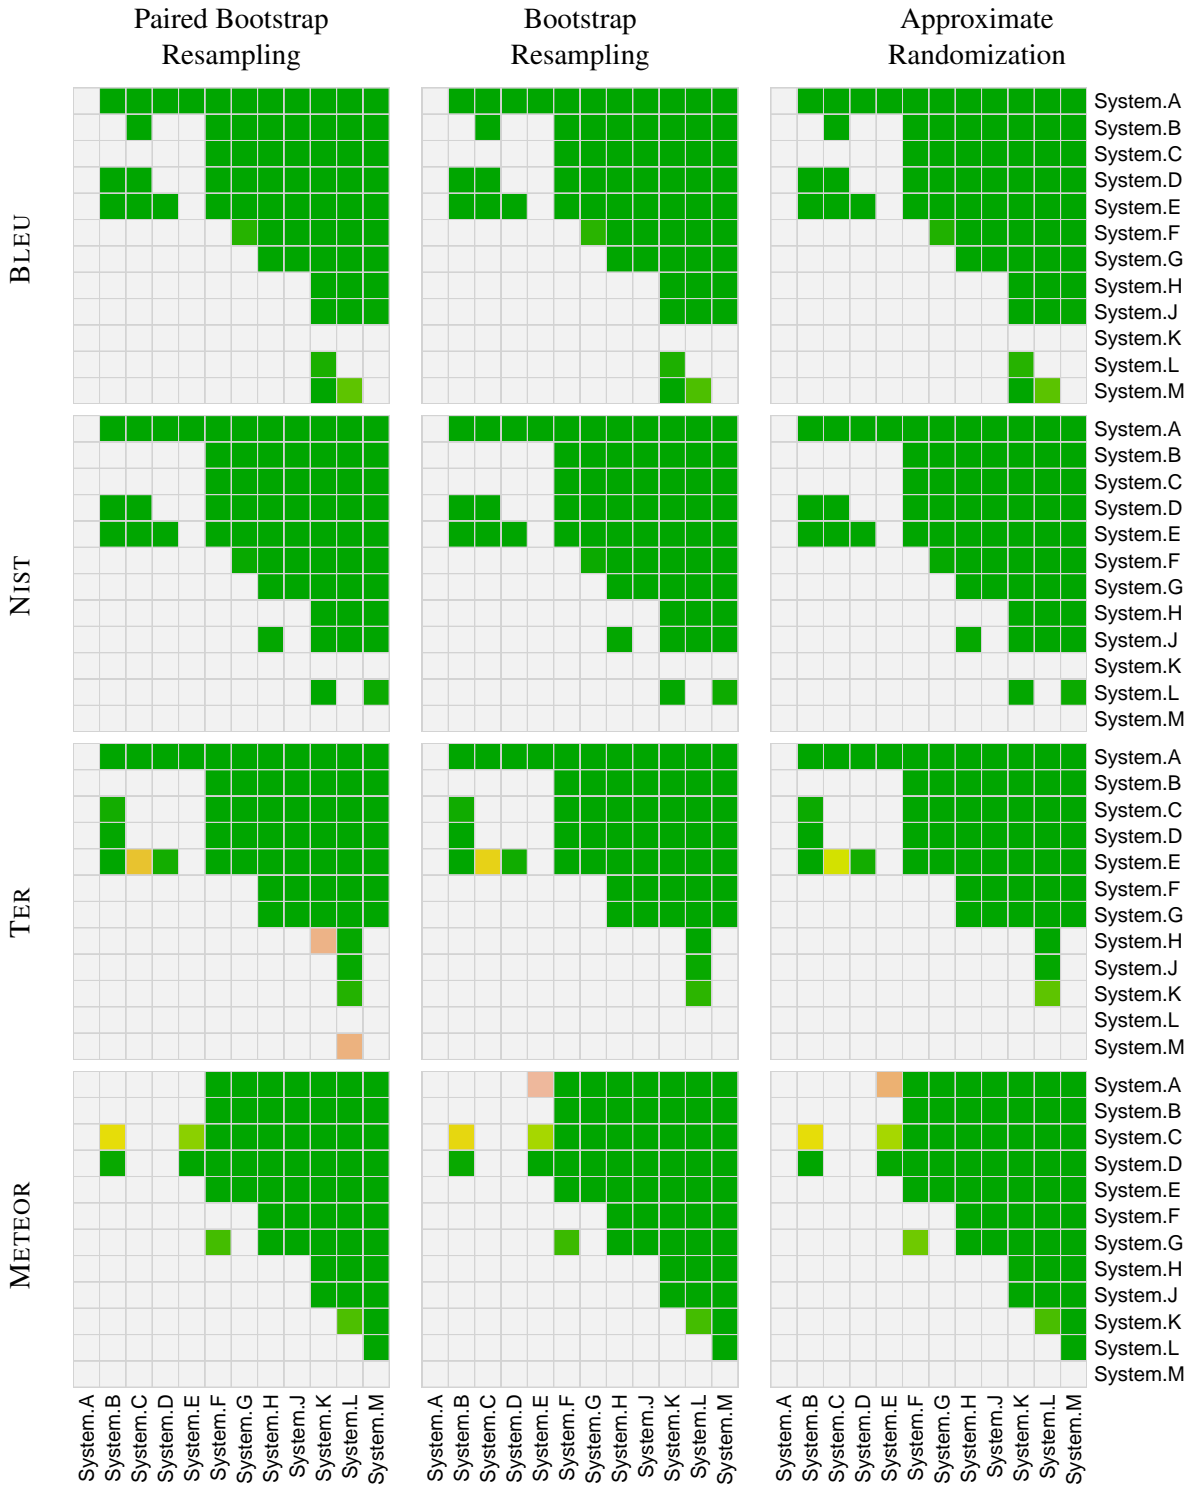 Paired Bootstrap
Resampling
Bootstrap
Resampling
Approximate
Randomization
BLEU
System.A
System.B
System.C
System.D
System.E
System.F
System.G
System.H
System.J
System.K
System.L
System.M
NIST
System.A
System.B
System.C
System.D
System.E
System.F
System.G
System.H
System.J
System.K
System.L
System.M
TER
System.A
System.B
System.C
System.D
System.E
System.F
System.G
System.H
System.J
System.K
System.L
System.M
METEOR
System.A
System.B
System.C
System.D
System.E
System.F
System.G
System.H
System.J
System.K
System.L
System.M
System.A
System.B
System.C
System.D
System.E
System.F
System.G
System.H
System.J
System.K
System.L
System.M
System.A
System.B
System.C
System.D
System.E
System.F
System.G
System.H
System.J
System.K
System.L
System.M
System.A
System.B
System.C
System.D
System.E
System.F
System.G
System.H
System.J
System.K
System.L
System.M